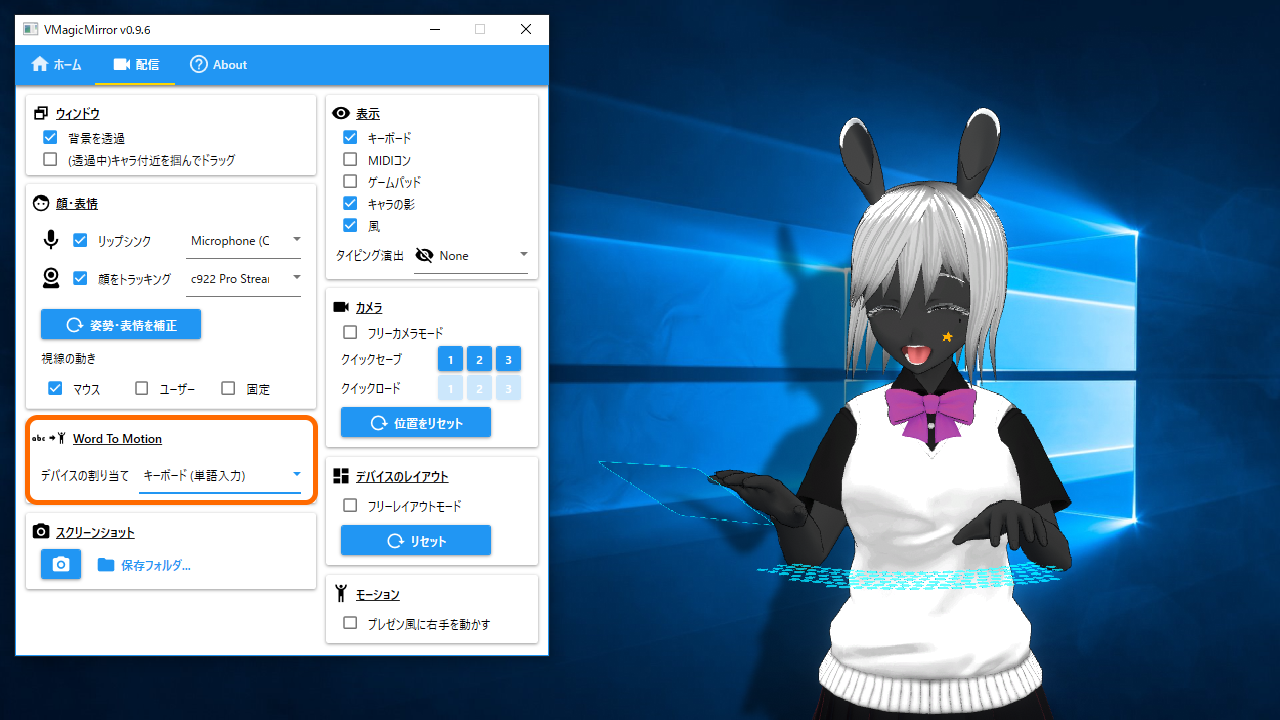 VMagicMirror v0.9.6
ホーム
配信
About
ウィンドウ
背景を透過
(透過中)キャラ付近を掴んでドラッグ
顔・表情
リップシンク
Microphone (C
顔をトラッキング
c922 Pro Strear
姿勢・表情を補正
視線の動き
マウス
ユーザー
固定
abc
Word To Motion
デバイスの割り当て
キーボード (単語入力)
スクリーンショット
保存フォルダ...
表示
キーボード
MIDIコン
ゲームパッド
キャラの影
風
タイピング演出
None
カメラ
フリーカメラモード
クイックセーブ
1 2 3
クイックロード
1 2 3
位置をリセット
デバイスのレイアウト
フリーレイアウトモード
リセット
モーション
プレゼン風に右手を動かす